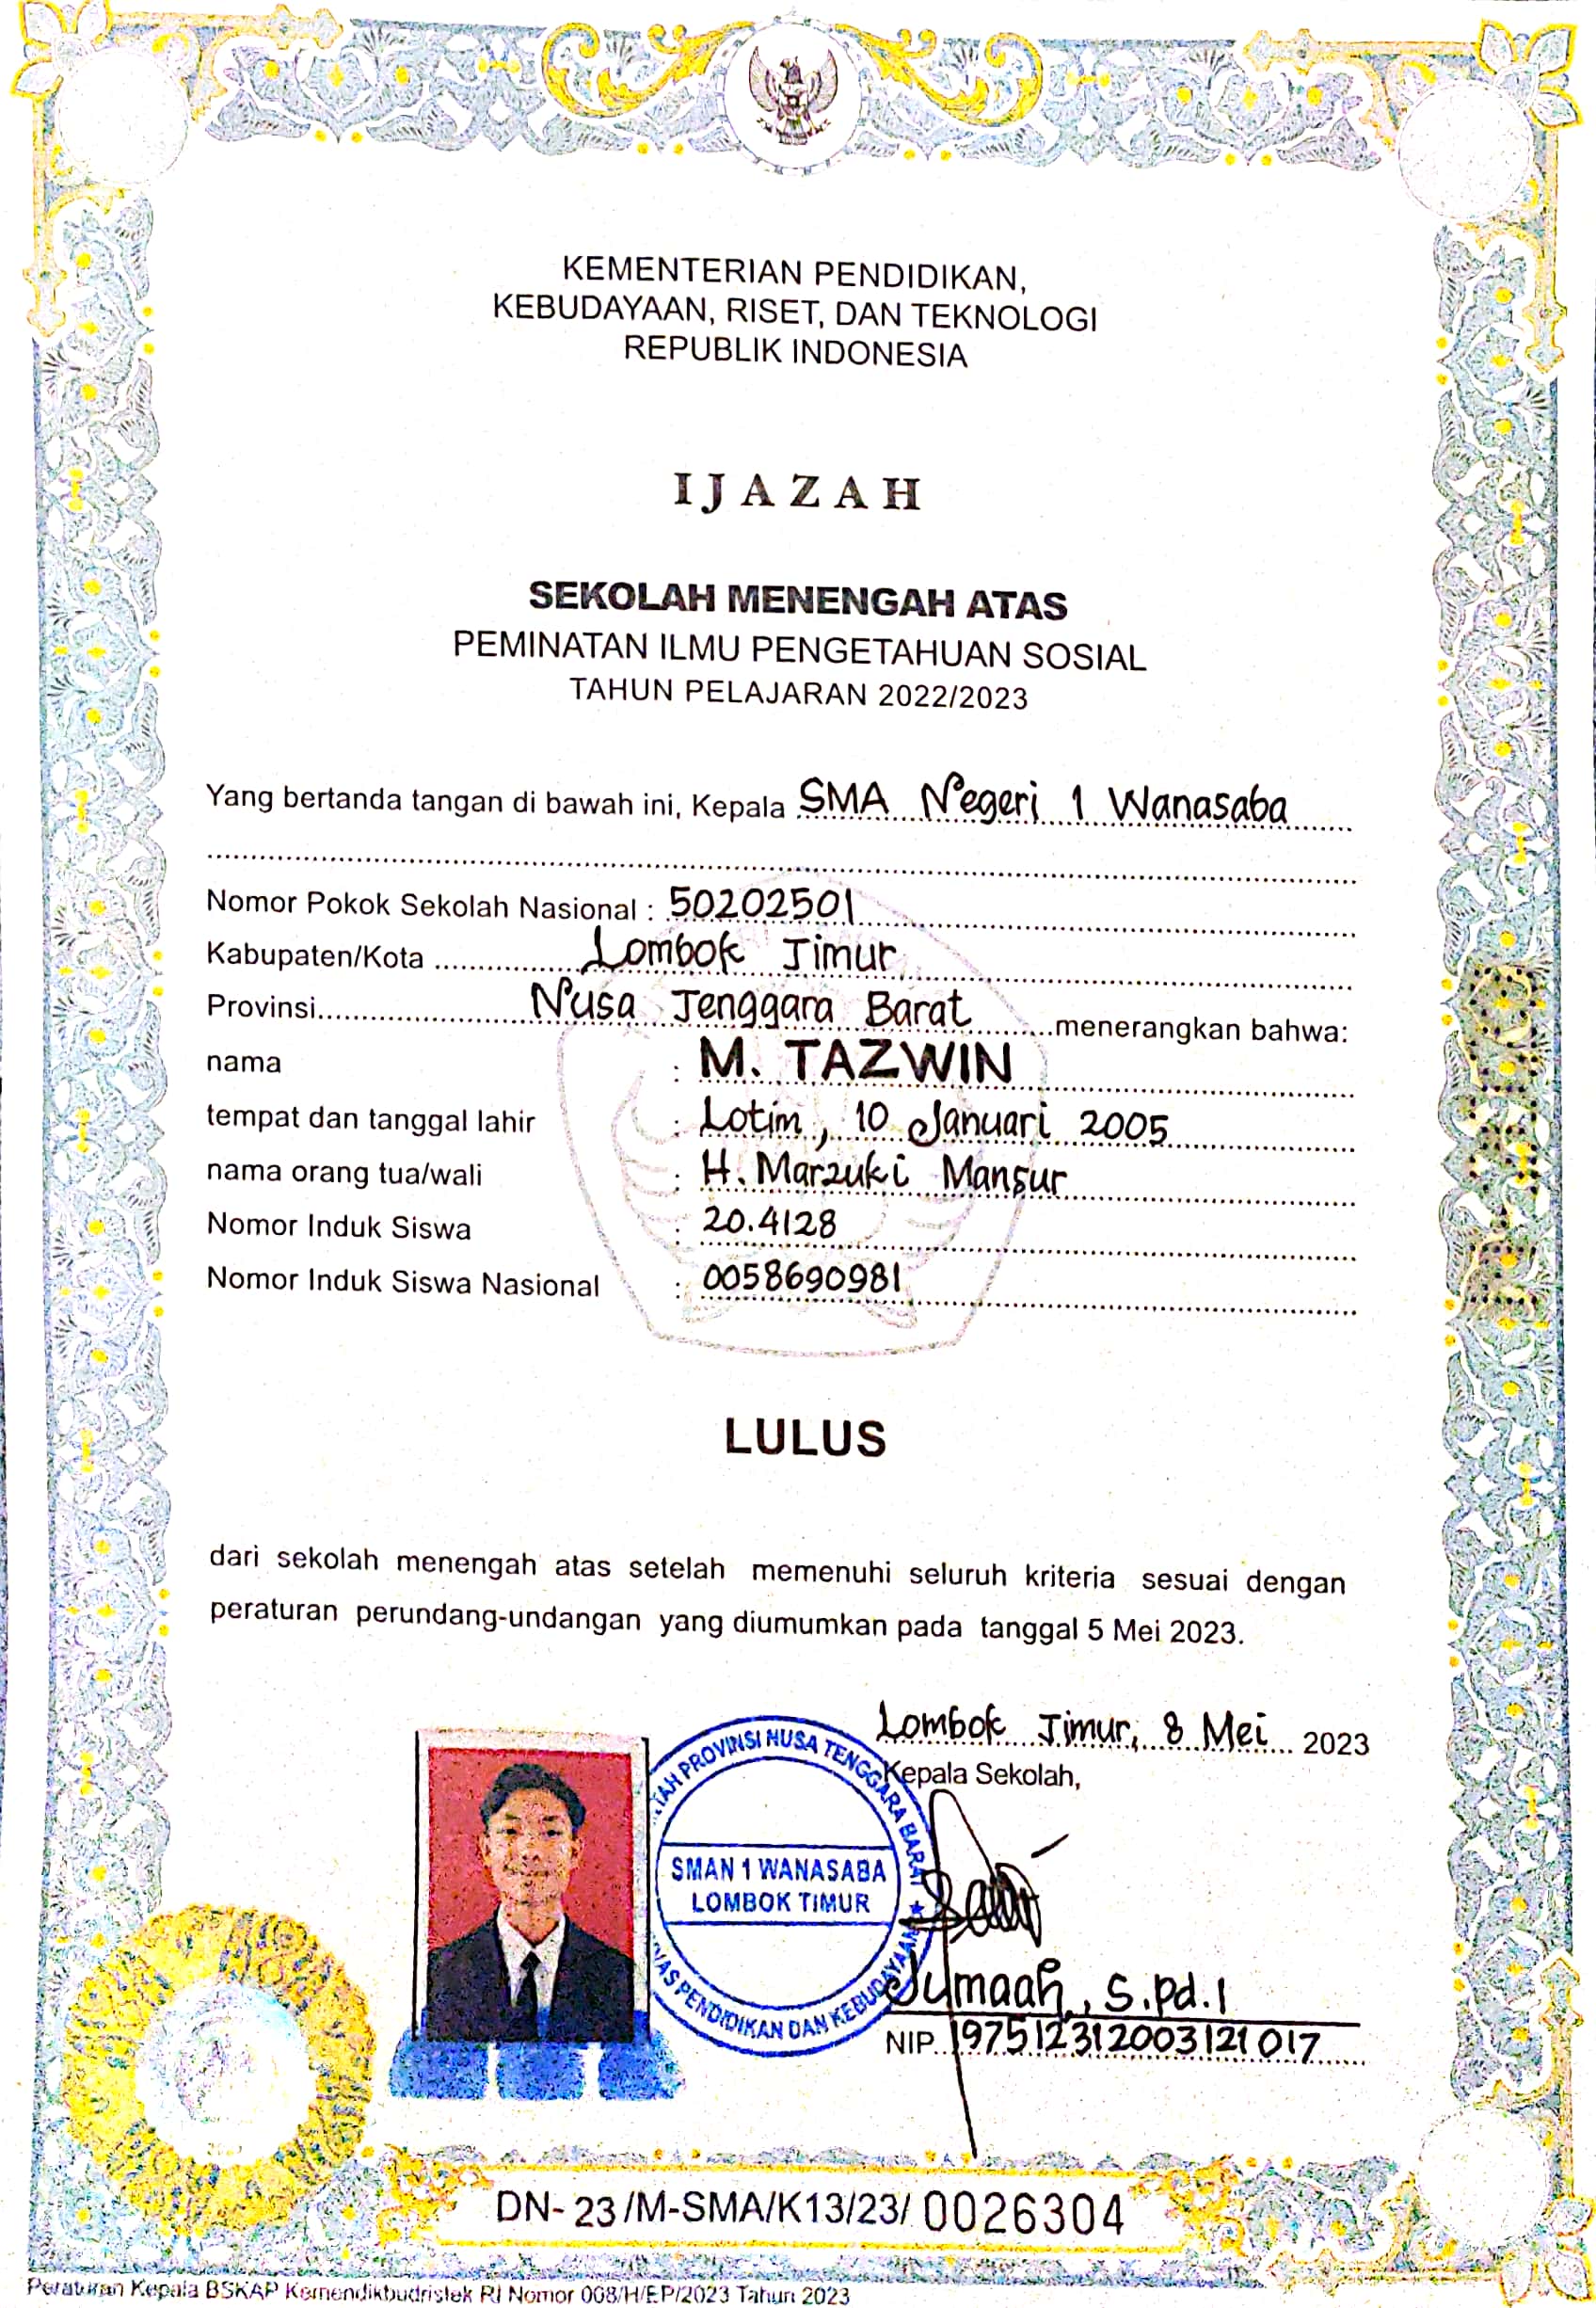 KEMENTERIAN PENDIDIKAN,
KEBUDAYAAN, RISET, DAN TEKNOLOGI
REPUBLIK INDONESIA
IJAZAH
SEKOLAH MENENGAH ATAS
PEMINATAN ILMU PENGETAHUAN SOSIAL
TAHUN PELAJARAN 2022/2023
Yang bertanda tangan di bawah ini, Kepala SMA Negeri 1 Wanasaba
Nomor Pokok Sekolah Nasional : 50202501
Kabupaten/Kota Lombok Timur
Provinsi Nusa Tenggara Barat menerangkan bahwa:
nama : M. TAZWIN
tempat dan tanggal lahir : Lotim, 10 Januari 2005
nama orang tua/wali : H. Marzuki Mansur
Nomor Induk Siswa : 20.4128
Nomor Induk Siswa Nasional : 0058690981
LULUS
dari sekolah menengah atas setelah memenuhi seluruh kriteria sesuai dengan
peraturan perundang-undangan yang diumumkan pada tanggal 5 Mei 2023.
Lombok Timur, 8 Mei 2023
Kepala Sekolah,
PROVINSI NUSA TENGGARA BARAT
SMAN 1 WANASABA
LOMBOK TIMUR
PENDIDIKAN DAN KEBUDAYAAN
Jumaah, S.Pd.I
NIP. 197512312003121017
DN-23/M-SMA/K13/23/0026304
Peraturan Kepala BSKAP Kemendikbudristek RI Nomor 008/H/EP/2023 Tahun 2023